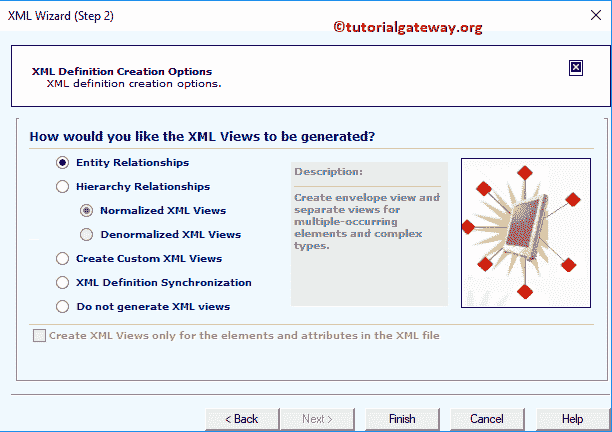 XML Wizard (Step 2)
©tutorialgateway.org
XML Definition Creation Options
XML definition creation options.
How would you like the XML Views to be generated?
Entity Relationships
Hierarchy Relationships
Normalized XML Views
Denormalized XML Views
Create Custom XML Views
XML Definition Synchronization
Do not generate XML views
Description:
Create envelope view and
separate views for
multiple-occurring
elements and complex
types.
Create XML Views only for the elements and attributes in the XML file
< Back
Next >
Finish
Cancel
Help